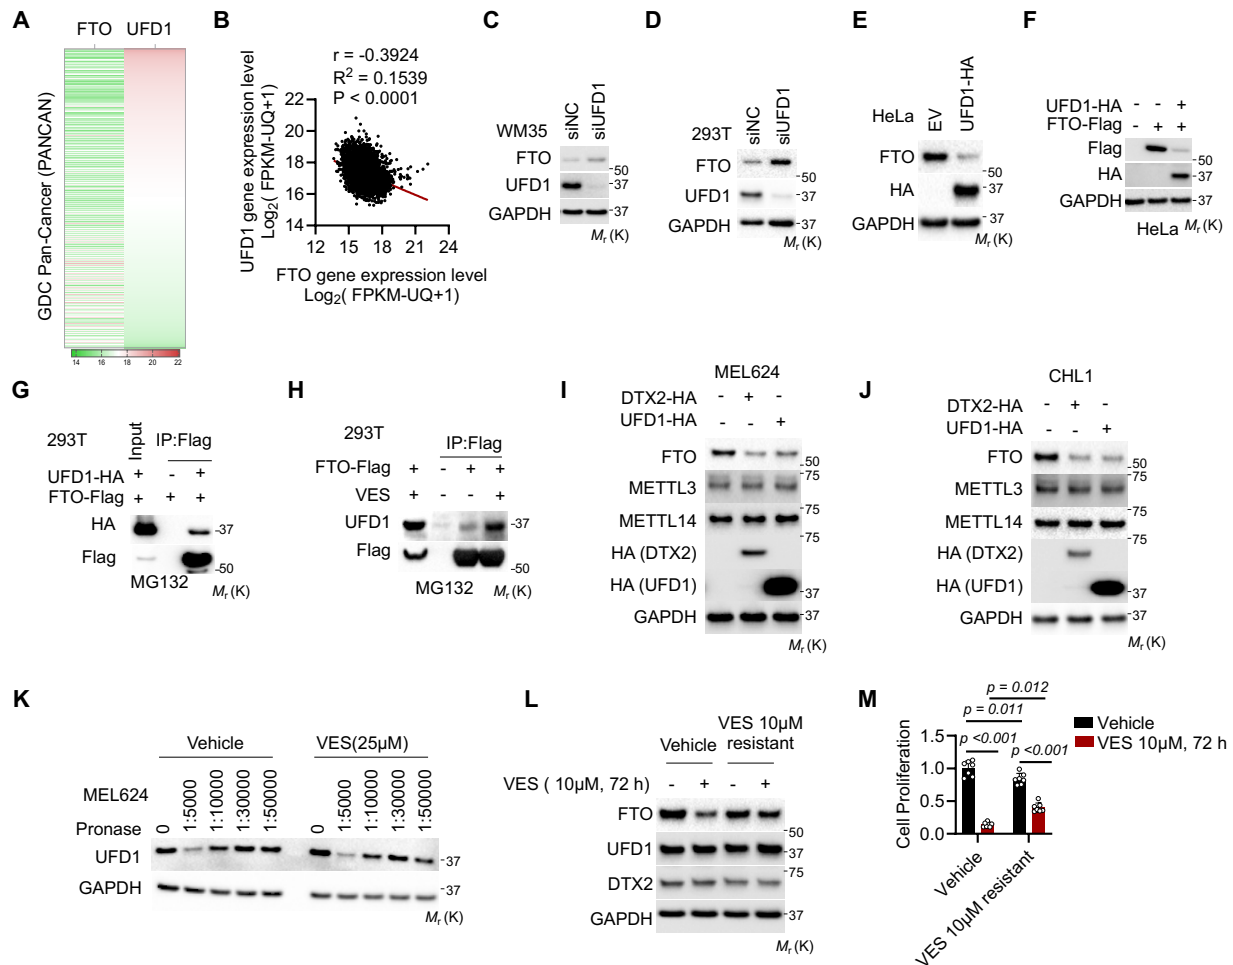 A
FTO UFD1
GDC Pan-Cancer (PANCAN)
14 16 18 20 22
B
r = -0.3924
R2 = 0.1539
P < 0.0001
UFD1 gene expression level
Log2( FPKM-UQ+1)
22
20
18
16
14
12 15 18 21 24
FTO gene expression level
Log2( FPKM-UQ+1)
C
WM35
siNC
siUFD1
FTO
50
UFD1
37
GAPDH
37
Mr (K)
D
293T
siNC
siUFD1
FTO
50
UFD1
37
GAPDH
37
Mr (K)
E
HeLa
EV
UFD1-HA
FTO
50
HA
37
GAPDH
37
Mr (K)
F
UFD1-HA - - +
FTO-Flag - + +
Flag
50
HA
37
GAPDH
37
HeLa Mr (K)
G
293T
Input
IP:Flag
UFD1-HA + - +
FTO-Flag + + +
HA
-37
Flag
-50
MG132
Mr (K)
H
293T
IP:Flag
FTO-Flag + - + +
VES + - - +
UFD1
-37
Flag
-50
MG132
Mr (K)
I
MEL624
DTX2-HA - + -
UFD1-HA - - +
FTO
50
75
METTL3
METTL14
75
75
HA (DTX2)
HA (UFD1)
37
GAPDH
37
Mr (K)
J
CHL1
DTX2-HA - + -
UFD1-HA - - +
FTO
50
75
METTL3
METTL14
75
75
HA (DTX2)
HA (UFD1)
37
GAPDH
37
Mr (K)
K
Vehicle
VES(25μM)
MEL624
Pronase
0
1:5000
1:10000
1:30000
1:50000
0
1:5000
1:10000
1:30000
1:50000
UFD1
37
GAPDH
37
Mr (K)
L
Vehicle
VES 10μM
resistant
VES ( 10μM, 72 h) - + - +
FTO
50
UFD1
37
75
DTX2
GAPDH
37
Mr (K)
M
p = 0.012
p = 0.011
p <0.001
p <0.001
Vehicle
VES 10μM, 72 h
Cell Proliferation
1.5
1.0
0.5
0.0
Vehicle
VES 10μM resistant